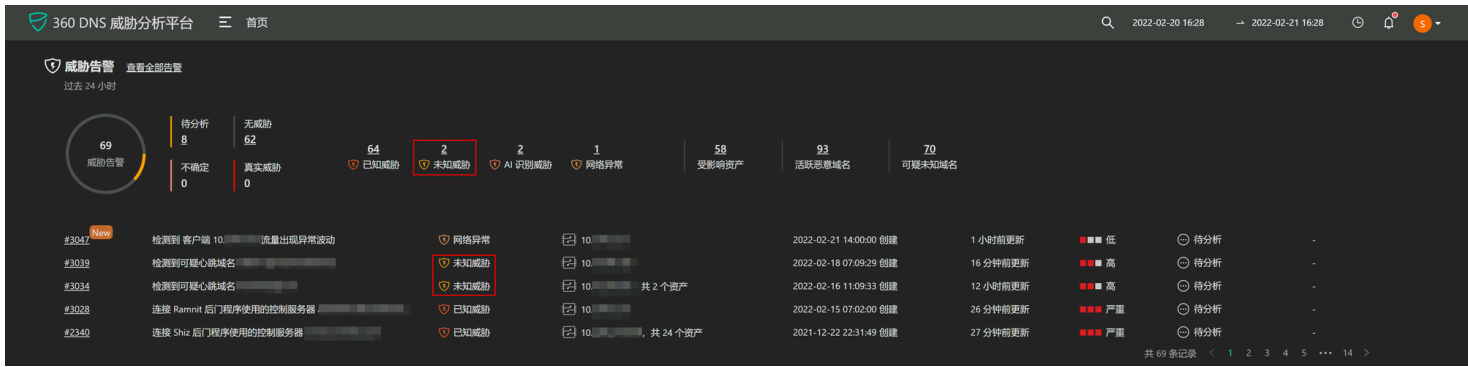 360 DNS 威胁分析平台 首页 2022-02-20 16:28 → 2022-02-21 16:28 S
威胁告警 查看全部告警
过去 24 小时
69
威胁告警
待分析
8
无威胁
62
不确定
0
真实威胁
0
64
已知威胁
2
未知威胁
2
AI 识别威胁
1
网络异常
58
受影响资产
93
活跃恶意域名
70
可疑未知域名
#3047 New 检测到 客户端 10. 流量出现异常波动 网络异常 10. 2022-02-21 14:00:00 创建 1 小时前更新 低 待分析 -
#3039 检测到可疑心跳域名 未知威胁 10. 2022-02-18 07:09:29 创建 16 分钟前更新 高 待分析 -
#3034 检测到可疑心跳域名 未知威胁 10. 共 2 个资产 2022-02-16 11:09:33 创建 12 小时前更新 高 待分析 -
#3028 连接 Ramnit 后门程序使用的控制服务器 已知威胁 10. 2022-02-15 07:02:00 创建 26 分钟前更新 严重 待分析 -
#2340 连接 Shiz 后门程序使用的控制服务器 已知威胁 10. ，共 24 个资产 2021-12-22 22:31:49 创建 27 分钟前更新 严重 待分析 -
共 69 条记录 < 1 2 3 4 5 ••• 14 >